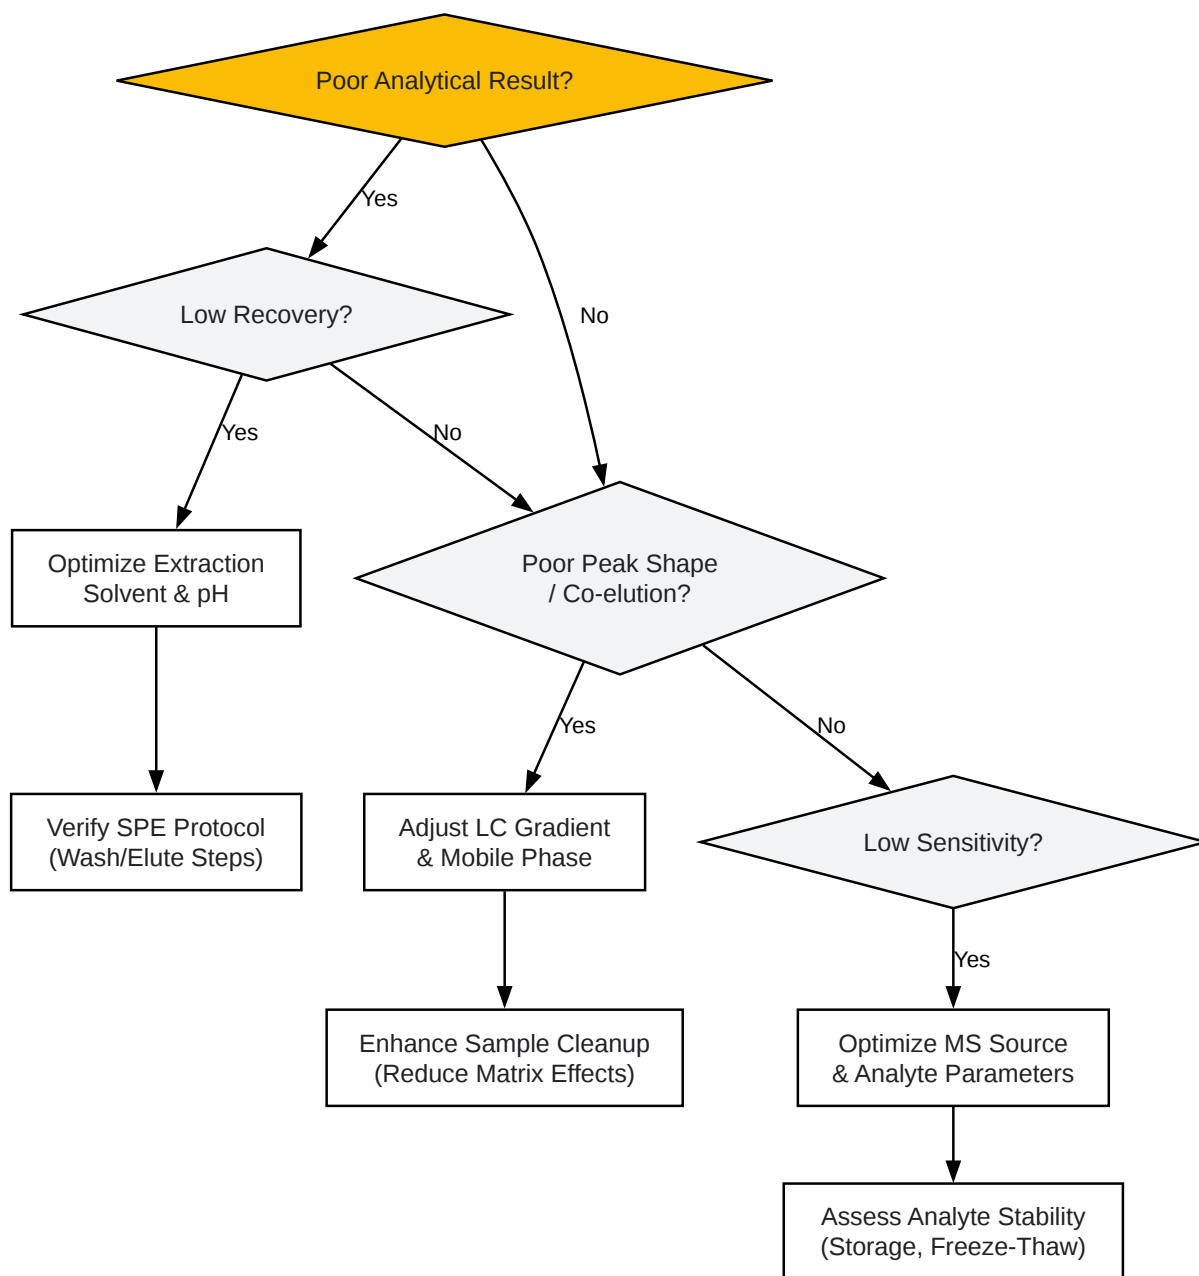 Poor Analytical Result?
Yes
Low Recovery?
No
Yes
No
Optimize Extraction
Solvent & pH
Poor Peak Shape
/ Co-elution?
Yes
No
Verify SPE Protocol
(Wash/Elute Steps)
Adjust LC Gradient
& Mobile Phase
Low Sensitivity?
Yes
Enhance Sample Cleanup
(Reduce Matrix Effects)
Optimize MS Source
& Analyte Parameters
Assess Analyte Stability
(Storage, Freeze-Thaw)